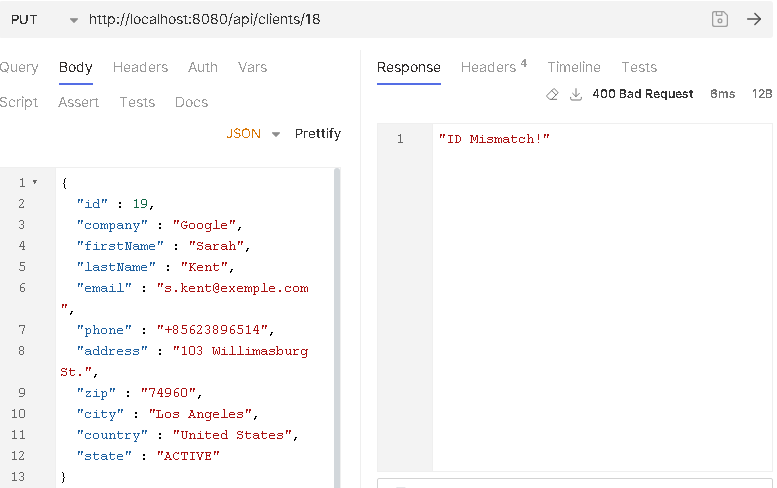 PUT http://localhost:8080/api/clients/18
Query Body Headers Auth Vars
Script Assert Tests Docs
JSON Prettify
1 {
2 "id" : 19,
3 "company" : "Google",
4 "firstName" : "Sarah",
5 "lastName" : "Kent",
6 "email" : "s.kent@exemple.com
",
7 "phone" : "+85623896514",
8 "address" : "103 Willimasburg
St.",
9 "zip" : "74960",
10 "city" : "Los Angeles",
11 "country" : "United States",
12 "state" : "ACTIVE"
13 }
Response Headers 4 Timeline Tests
400 Bad Request 6ms 12B
1 "ID Mismatch!"